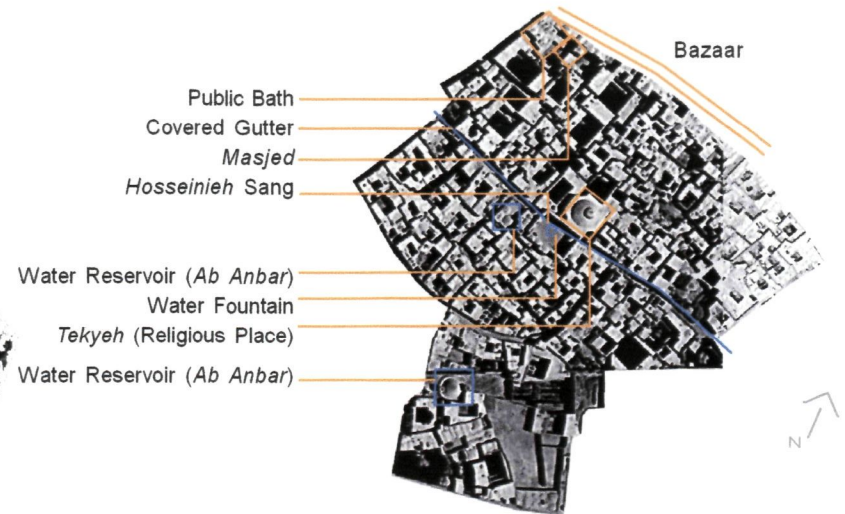 Bazaar
Public Bath
Covered Gutter
Masjed
Hosseinieh Sang
Water Reservoir (Ab Anbar)
Water Fountain
Tekyeh (Religious Place)
Water Reservoir (Ab Anbar)
N